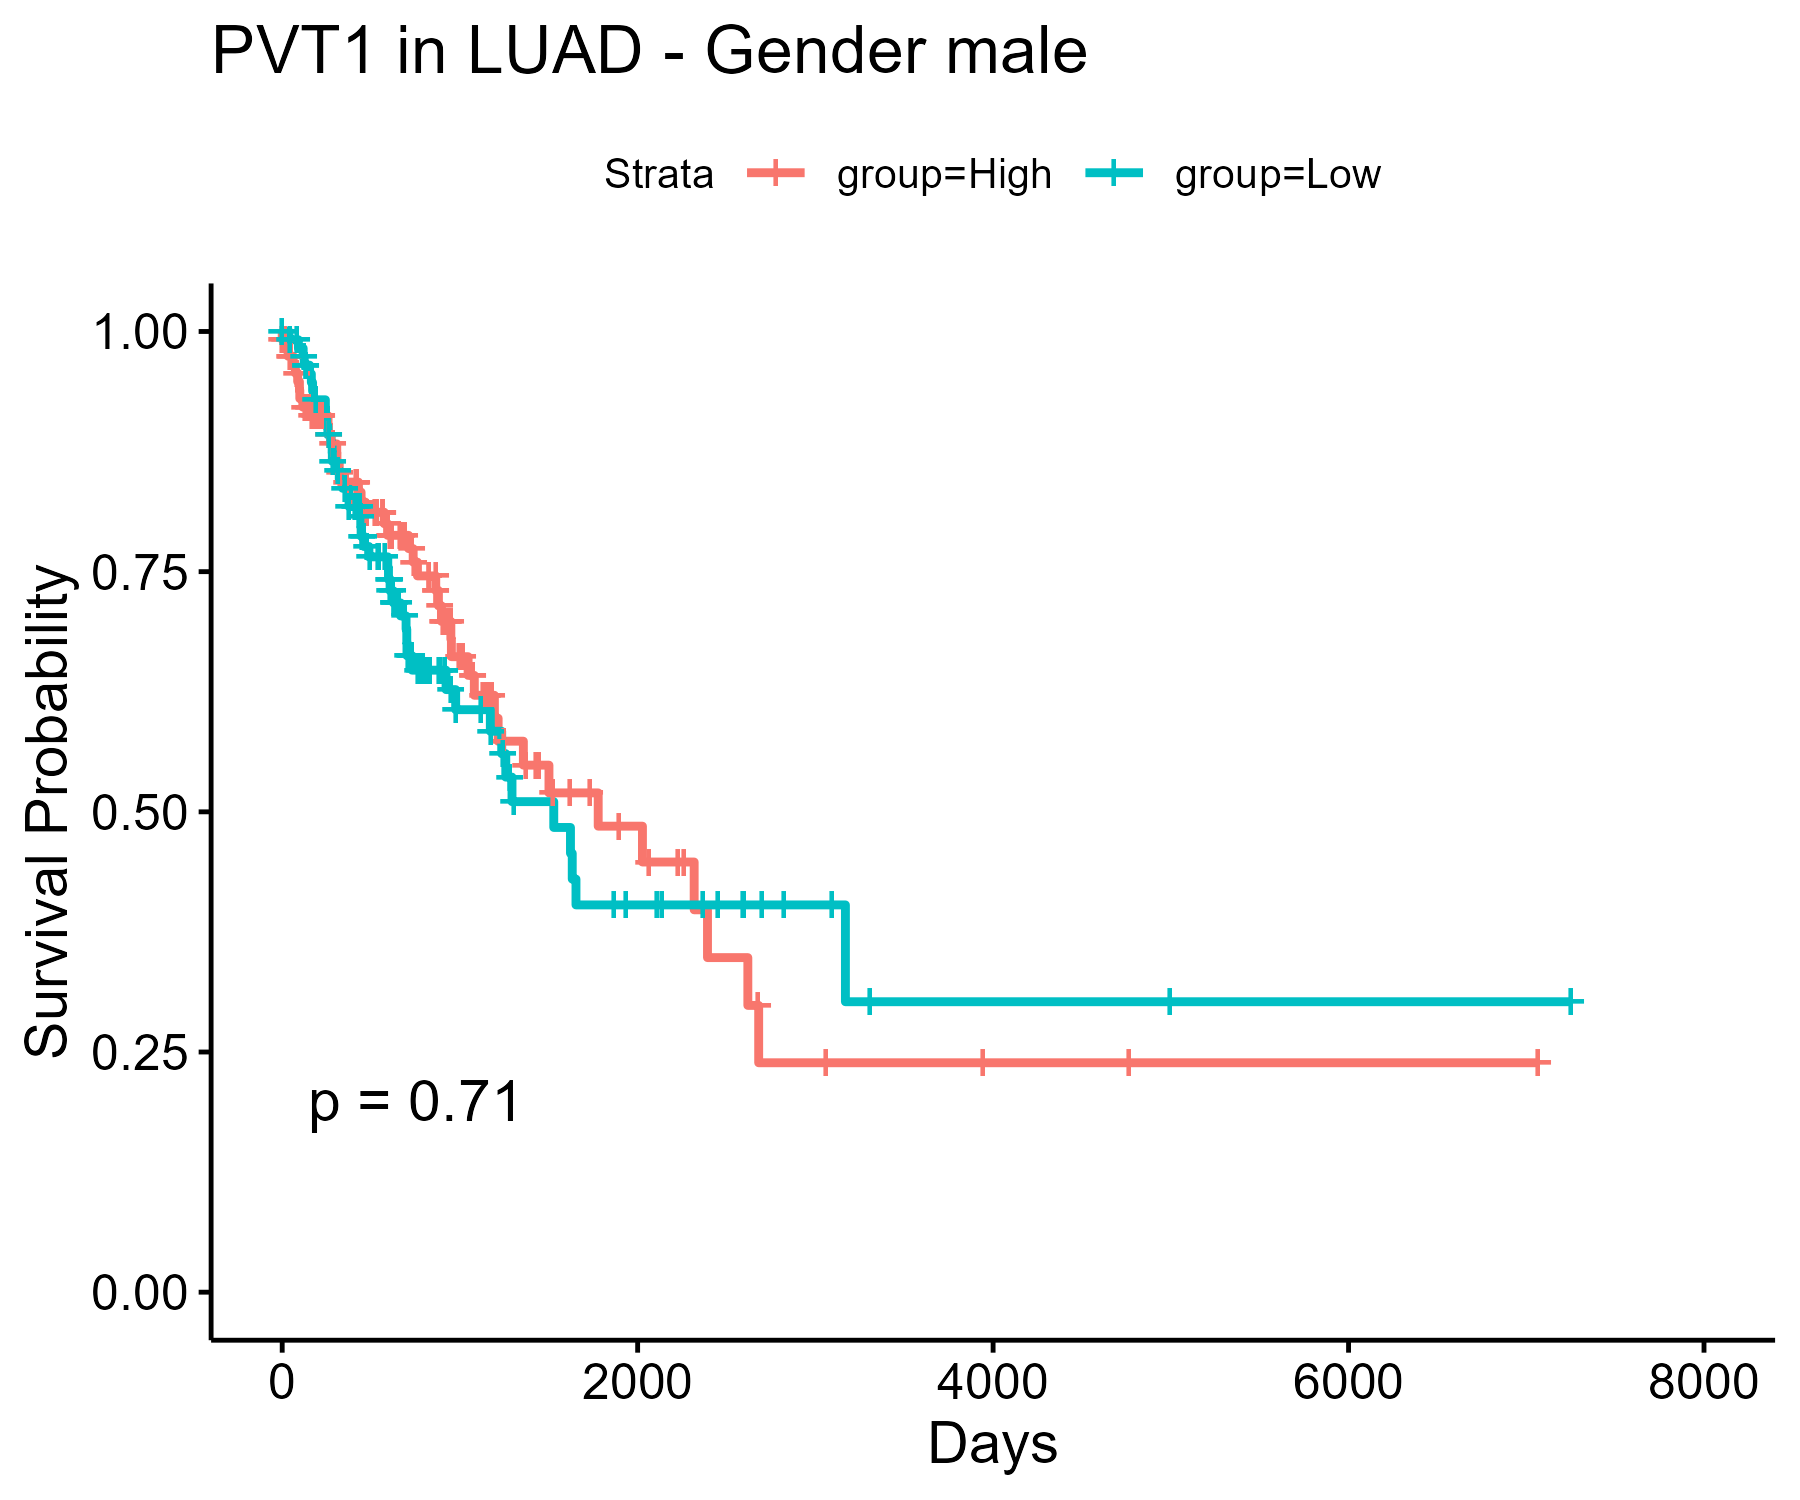 PVT1 in LUAD - Gender male
Strata group=High group=Low
Survival Probability
1.00
0.75
0.50
0.25
0.00
p = 0.71
0 2000 4000 6000 8000
Days